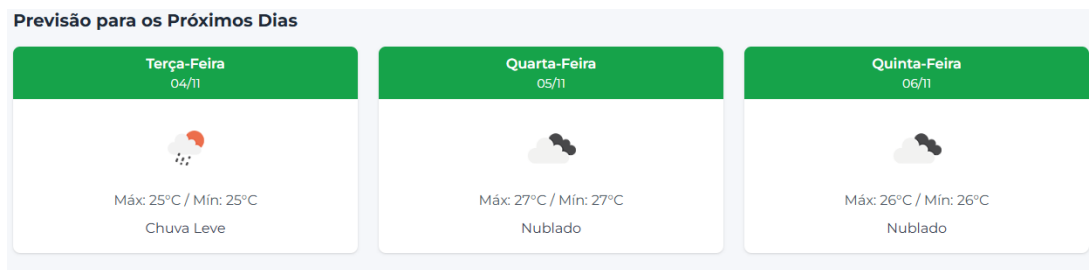 Previsão para os Próximos Dias
Terça-Feira
04/11
Máx: 25°C / Mín: 25°C
Chuva Leve
Quarta-Feira
05/11
Máx: 27°C / Mín: 27°C
Nublado
Quinta-Feira
06/11
Máx: 26°C / Mín: 26°C
Nublado